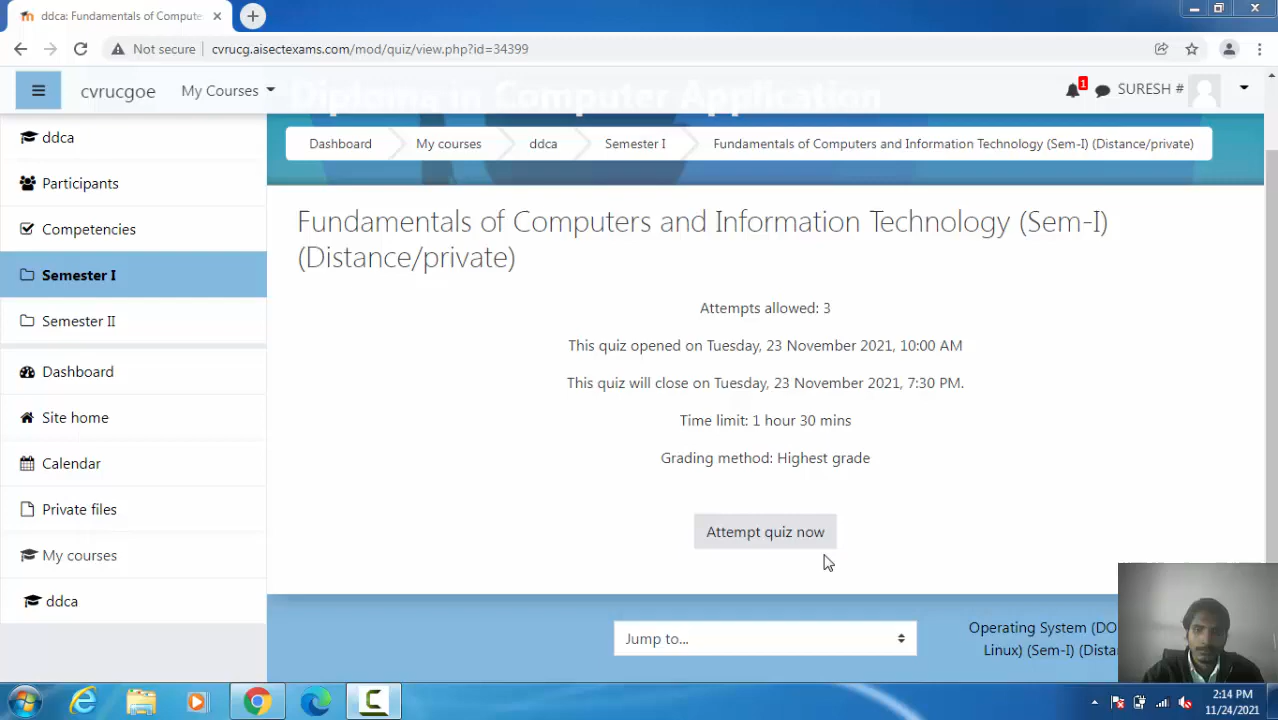 ddca: Fundamentals of Compute
Not secure
cvrucg.aisectexams.com/mod/quiz/view.php?id=34399
cvrucgoe
My Courses
Diploma in Computer Application
1
SURESH #
ddca
Participants
Competencies
Semester I
Semester II
Dashboard
Site home
Calendar
Private files
My courses
ddca
Dashboard
My courses
ddca
Semester I
Fundamentals of Computers and Information Technology (Sem-I) (Distance/private)
Fundamentals of Computers and Information Technology (Sem-I)
(Distance/private)
Attempts allowed: 3
This quiz opened on Tuesday, 23 November 2021, 10:00 AM
This quiz will close on Tuesday, 23 November 2021, 7:30 PM.
Time limit: 1 hour 30 mins
Grading method: Highest grade
Attempt quiz now
Jump to...
Operating System (DO
Linux) (Sem-I) (Dista
2:14 PM
11/24/2021